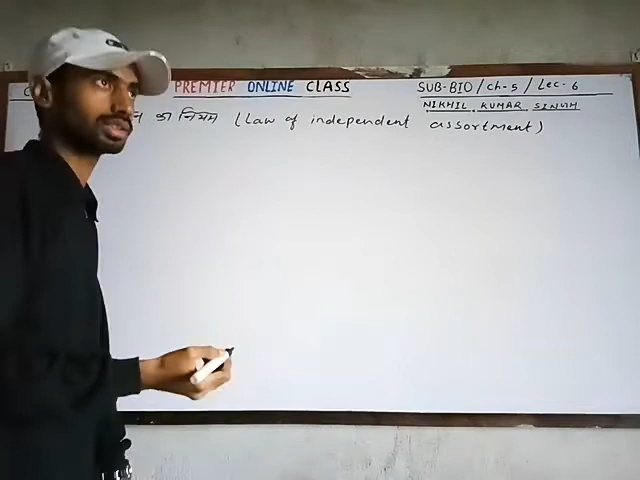 PREMIER ONLINE CLASS
SUB-BIO / ch-5 / Lec-6
NIKHIL KUMAR SINGH
का नियम (Law of independent assortment)